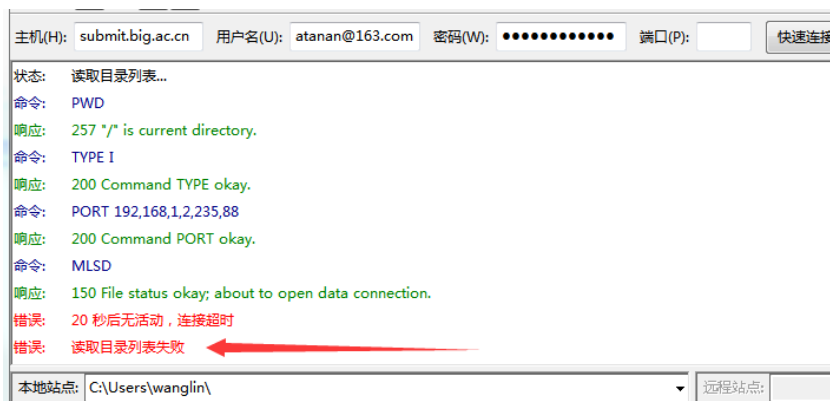 主机(H): submit.big.ac.cn 用户名(U): atanan@163.com 密码(W): ●●●●●●●●●●●● 端口(P): 快速连接
状态: 读取目录列表...
命令: PWD
响应: 257 "/" is current directory.
命令: TYPE I
响应: 200 Command TYPE okay.
命令: PORT 192,168,1,2,235,88
响应: 200 Command PORT okay.
命令: MLSD
响应: 150 File status okay; about to open data connection.
错误: 20 秒后无活动，连接超时
错误: 读取目录列表失败
本地站点: C:\Users\wanglin\ 远程站点: